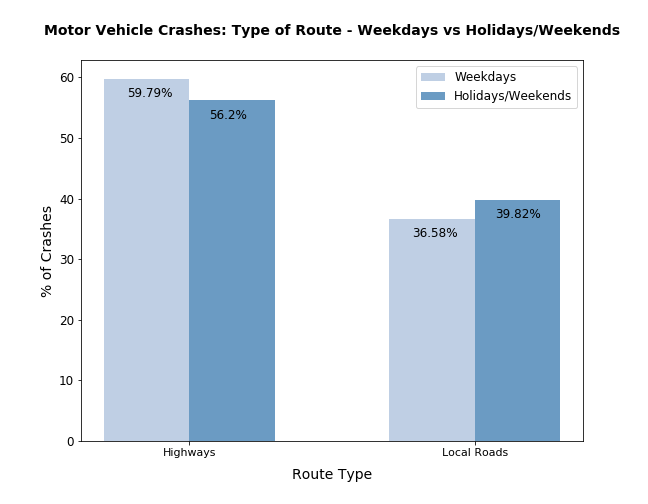 Motor Vehicle Crashes: Type of Route - Weekdays vs Holidays/Weekends
Weekdays
Holidays/Weekends
59.79%
56.2%
36.58%
39.82%
% of Crashes
60
50
40
30
20
10
0
Highways
Local Roads
Route Type